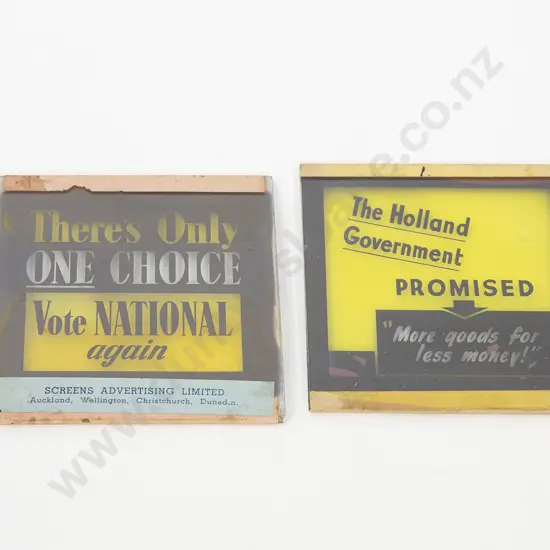 There's Only
ONE CHOICE
Vote NATIONAL
again
SCREENS ADVERTISING LIMITED
Auckland, Wellington, Christchurch, Duned.n.
The Holland
Government
PROMISED
"More goods for
less money!"